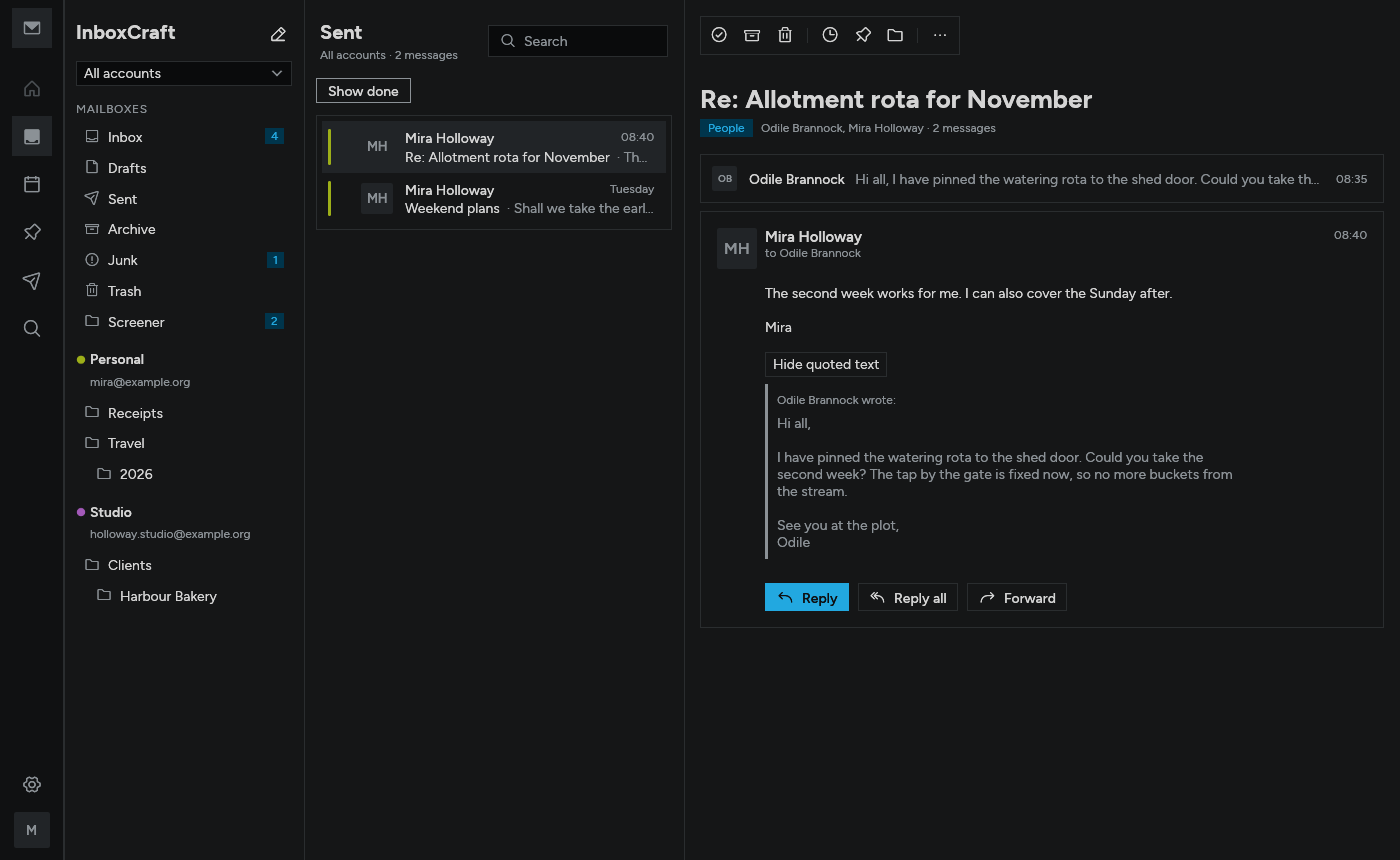 InboxCraft
All accounts
MAILBOXES
Inbox 4
Drafts
Sent
Archive
Junk 1
Trash
Screener 2
Personal
mira@example.org
Receipts
Travel
2026
Studio
holloway.studio@example.org
Clients
Harbour Bakery
M
Sent
All accounts · 2 messages
Search
Show done
MH
Mira Holloway 08:40
Re: Allotment rota for November · Th...
MH
Mira Holloway Tuesday
Weekend plans · Shall we take the earl...
Re: Allotment rota for November
People Odile Brannock, Mira Holloway · 2 messages
OB Odile Brannock Hi all, I have pinned the watering rota to the shed door. Could you take th... 08:35
MH
Mira Holloway 08:40
to Odile Brannock
The second week works for me. I can also cover the Sunday after.
Mira
Hide quoted text
Odile Brannock wrote:
Hi all,
I have pinned the watering rota to the shed door. Could you take the
second week? The tap by the gate is fixed now, so no more buckets from
the stream.
See you at the plot,
Odile
Reply Reply all Forward